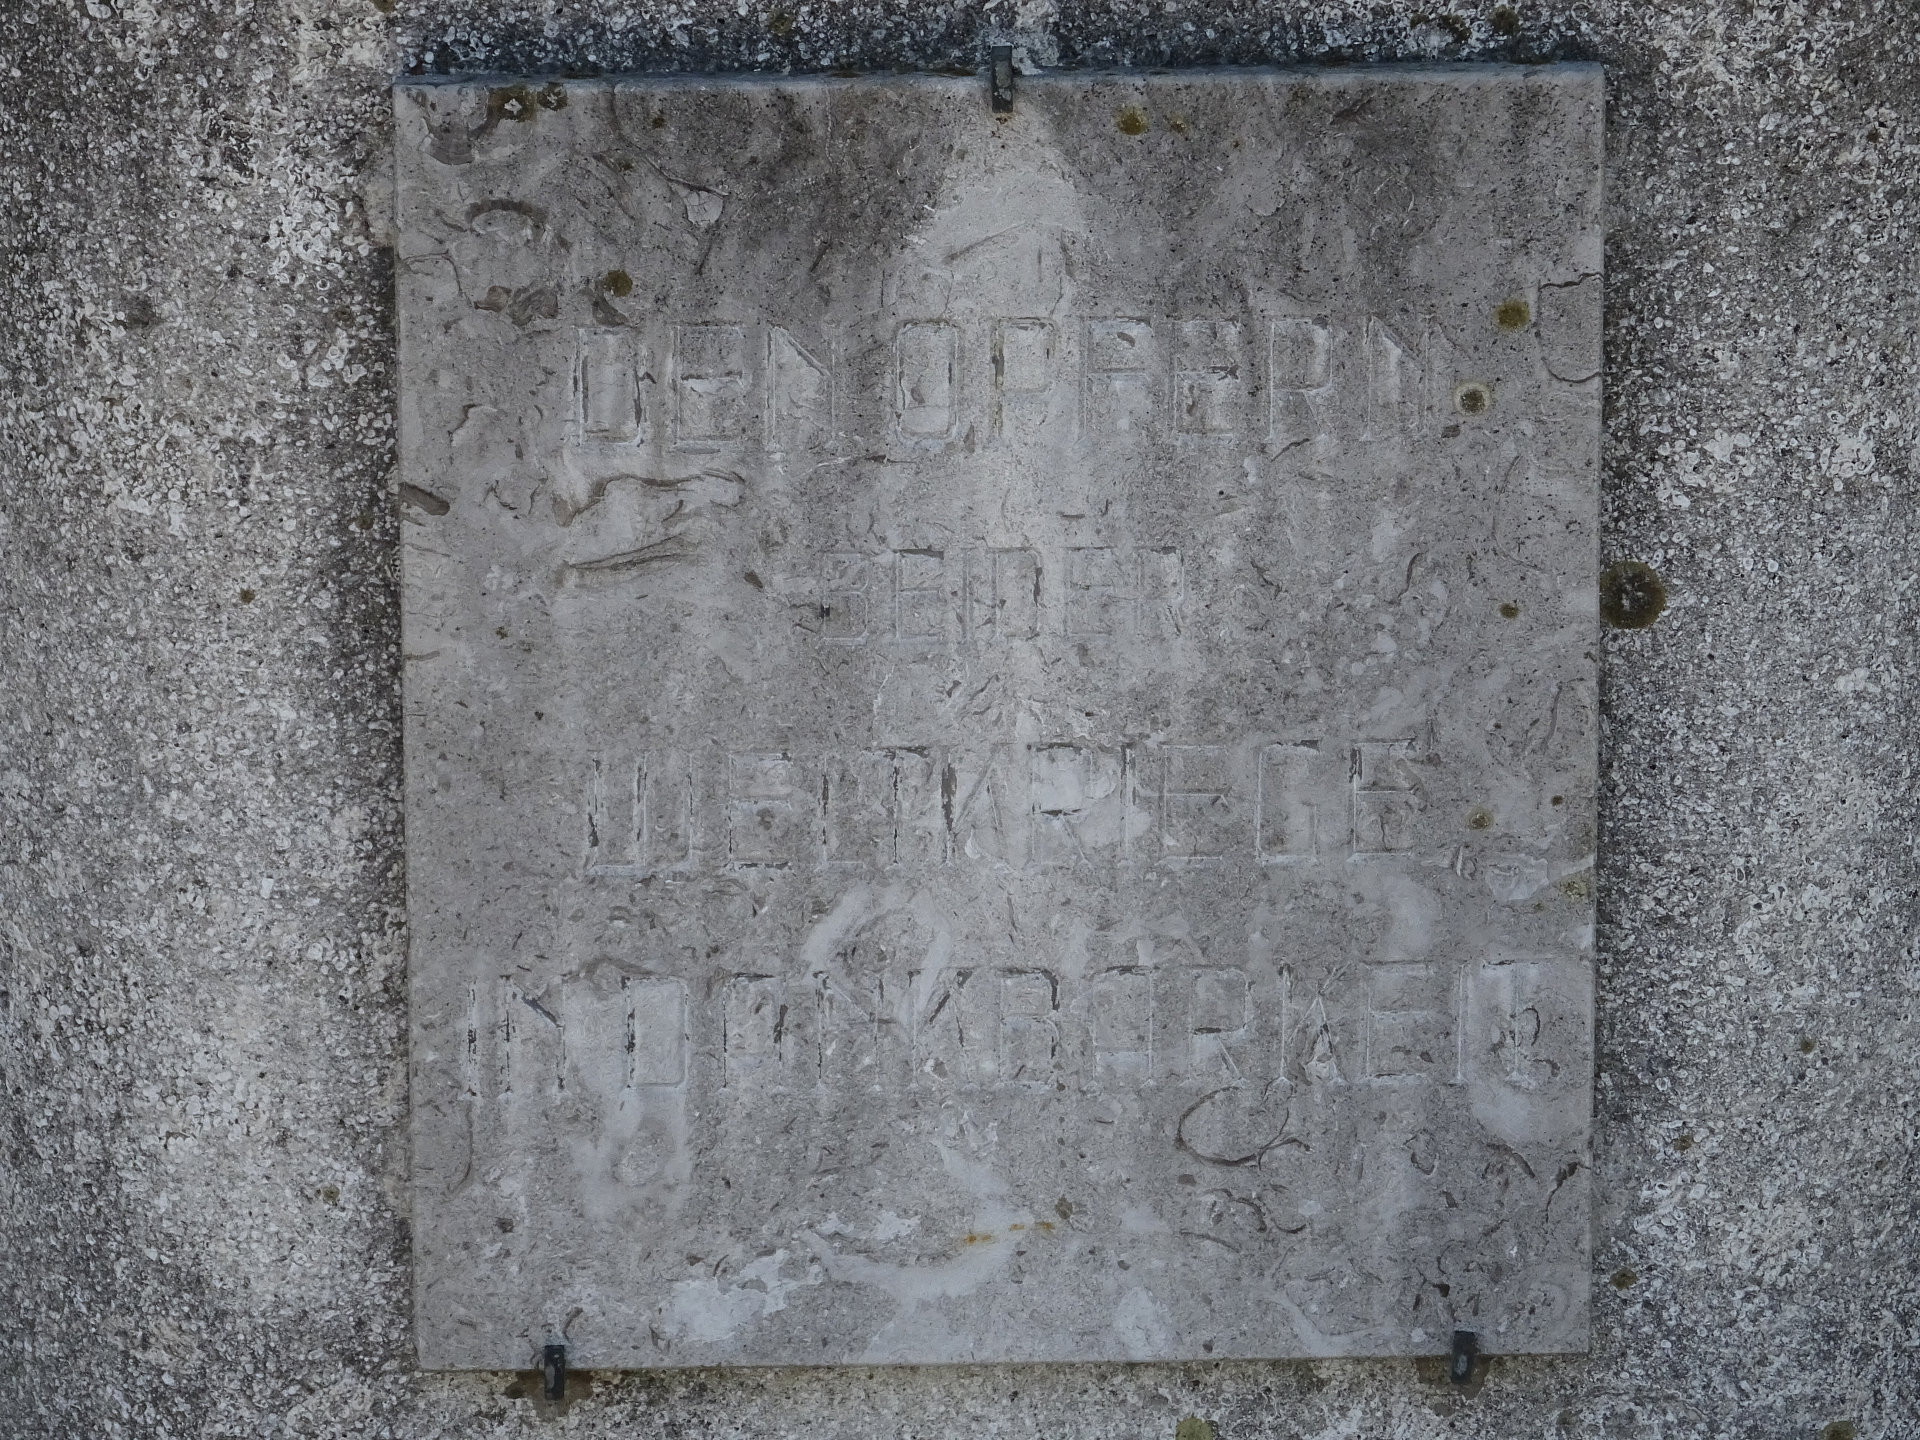 DEN OPFERN
BEIDER
WELTKRIEGE
IN DANKBARKEIT